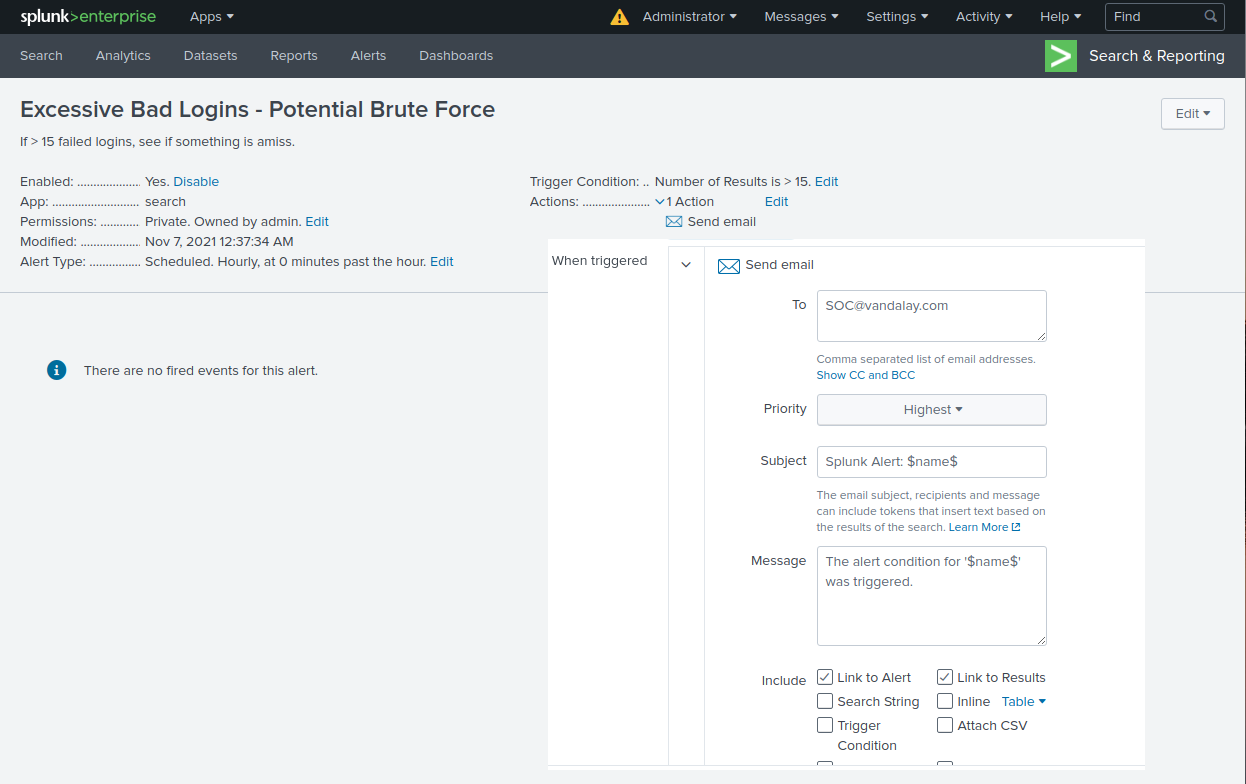 splunk>enterprise Apps Administrator Messages Settings Activity Help Find
Search Analytics Datasets Reports Alerts Dashboards > Search & Reporting
Excessive Bad Logins - Potential Brute Force
Edit
If > 15 failed logins, see if something is amiss.
Enabled: .................... Yes. Disable
App: ........................... search
Permissions: ............ Private. Owned by admin. Edit
Modified: ................... Nov 7, 2021 12:37:34 AM
Alert Type: ................ Scheduled. Hourly, at 0 minutes past the hour. Edit
Trigger Condition: .. Number of Results is > 15. Edit
Actions: ..................... 1 Action Edit
Send email
There are no fired events for this alert.
When triggered
Send email
To
SOC@vandalay.com
Comma separated list of email addresses.
Show CC and BCC
Priority
Highest
Subject
Splunk Alert: $name$
The email subject, recipients and message
can include tokens that insert text based on
the results of the search. Learn More
Message
The alert condition for '$name$'
was triggered.
Include
Link to Alert Link to Results
Search String Inline Table
Trigger Attach CSV
Condition